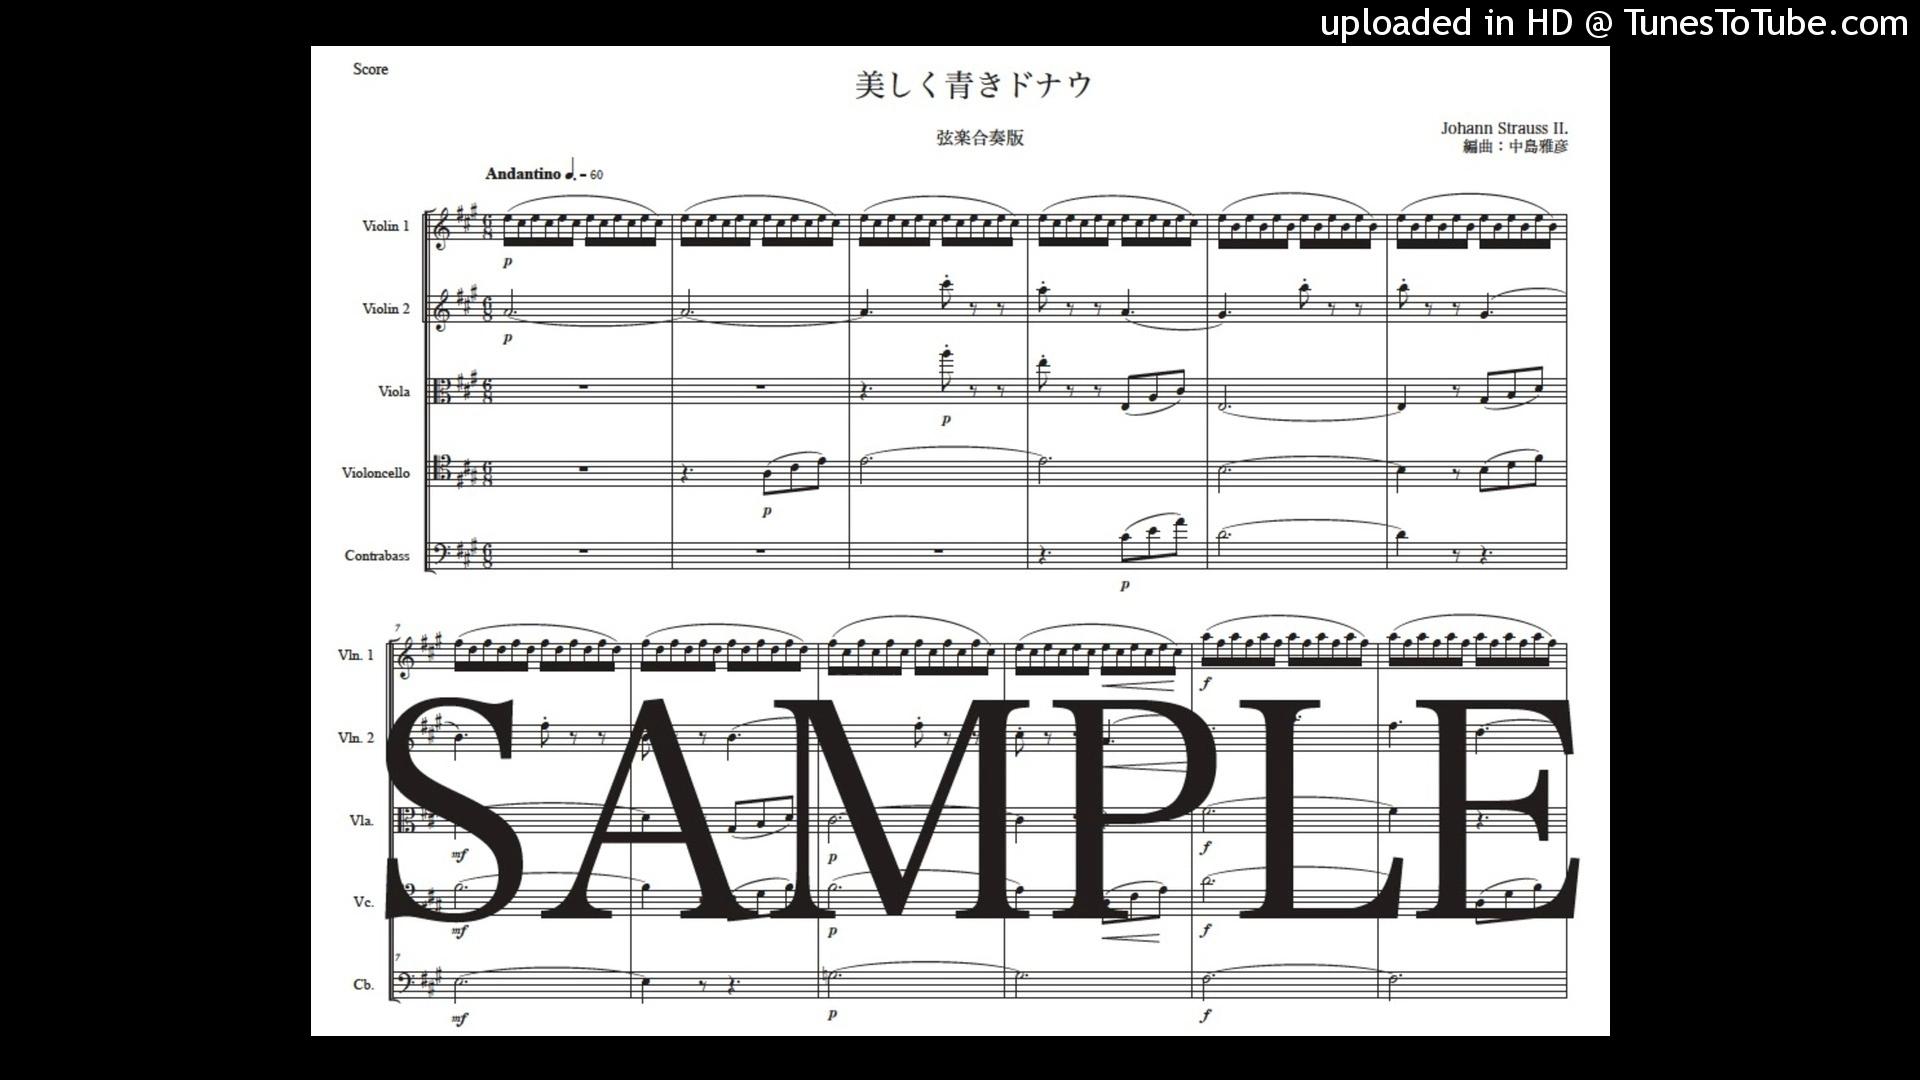 uploaded in HD @ TunesToTube.com
Score
美しく青きドナウ
弦楽合奏版
Johann Strauss II.
編曲：中島雅彦
Andantino ♩. = 60
Violin 1
p
Violin 2
p
Viola
p
Violoncello
p
Contrabass
p
7
Vln. 1
f
Vln. 2
Vla.
mf p f
Vc.
mf p f
7
Cb.
mf p f
SAMPLE